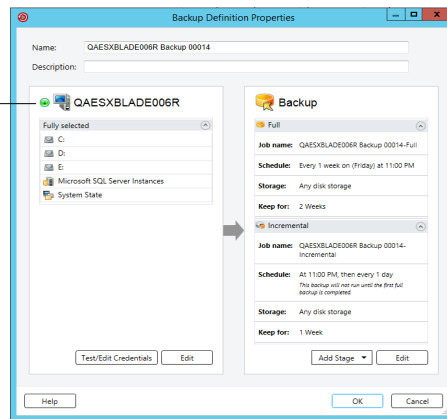 Backup Definition Properties
Name: QAESXBLADE006R Backup 00014
Description:
QAESXBLADE006R
Fully selected
C:
D:
E:
Microsoft SQL Server Instances
System State
Test/Edit Credentials Edit
Backup
Full
Job name: QAESXBLADE006R Backup 00014-Full
Schedule: Every 1 week on (Friday) at 11:00 PM
Storage: Any disk storage
Keep for: 2 Weeks
Incremental
Job name: QAESXBLADE006R Backup 00014-
Incremental
Schedule: At 11:00 PM, then every 1 day
This backup will not run until the first full
backup is completed.
Storage: Any disk storage
Keep for: 1 Week
Add Stage Edit
Help OK Cancel